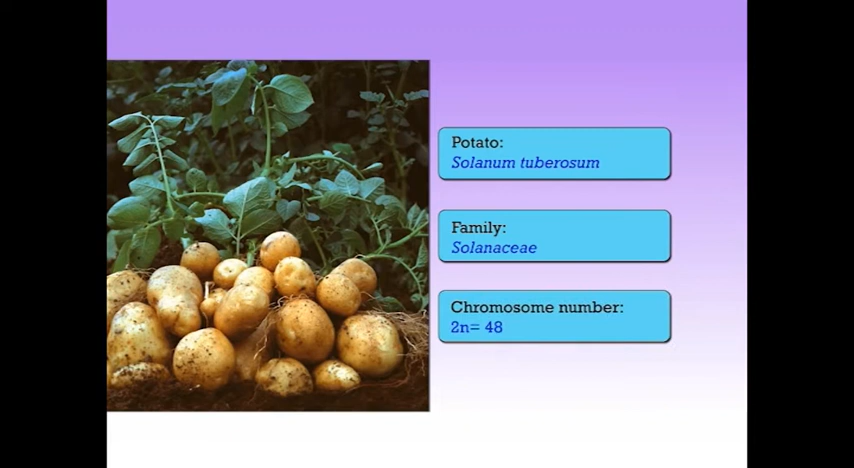 Potato:
Solanum tuberosum
Family:
Solanaceae
Chromosome number:
2n= 48